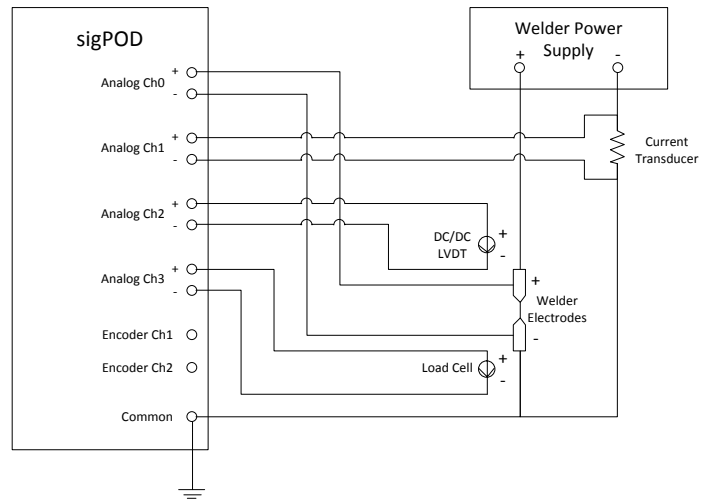 sigPOD
Welder Power
Supply
+ -
Analog Ch0
+
-
Analog Ch1
+
-
Current
Transducer
Analog Ch2
+
-
DC/DC
LVDT
+
-
Analog Ch3
+
-
Welder
Electrodes
+
-
Encoder Ch1
Encoder Ch2
Load Cell
+
-
Common